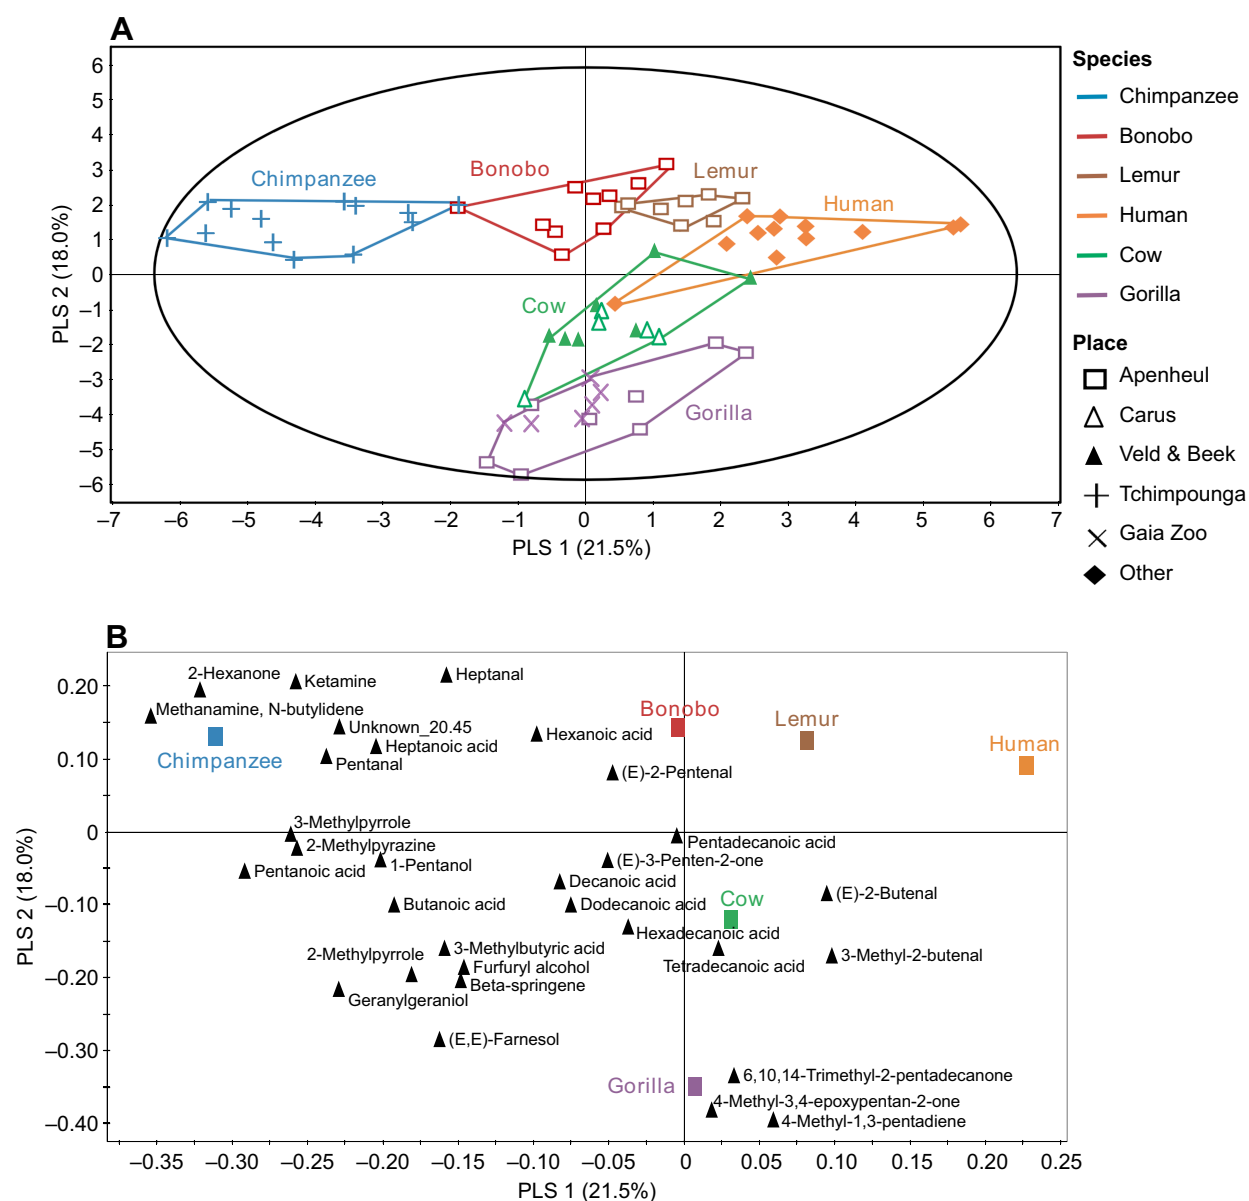 A
6
5
4
3
2
1
0
–1
–2
–3
–4
–5
–6
PLS 2 (18.0%)
Chimpanzee
Bonobo
Lemur
Human
Cow
Gorilla
–7 –6 –5 –4 –3 –2 –1 0 1 2 3 4 5 6 7
PLS 1 (21.5%)
Species
Chimpanzee
Bonobo
Lemur
Human
Cow
Gorilla
Place
Apenheul
Carus
Veld & Beek
Tchimpounga
Gaia Zoo
Other
B
0.20
0.10
0
–0.10
–0.20
–0.30
–0.40
PLS 2 (18.0%)
2-Hexanone
Ketamine
Heptanal
Methanamine, N-butylidene
Unknown_20.45
Bonobo
Lemur
Chimpanzee
Heptanoic acid
Hexanoic acid
Human
Pentanal
(E)-2-Pentenal
3-Methylpyrrole
2-Methylpyrazine
Pentadecanoic acid
Pentanoic acid
1-Pentanol
(E)-3-Penten-2-one
Decanoic acid
Butanoic acid
Dodecanoic acid
Cow
(E)-2-Butenal
Hexadecanoic acid
2-Methylpyrrole
3-Methylbutyric acid
Tetradecanoic acid
3-Methyl-2-butenal
Furfuryl alcohol
Beta-springene
Geranylgeraniol
(E,E)-Farnesol
Gorilla
6,10,14-Trimethyl-2-pentadecanone
4-Methyl-3,4-epoxypentan-2-one
4-Methyl-1,3-pentadiene
–0.35 –0.30 –0.25 –0.20 –0.15 –0.10 –0.05 0 0.05 0.10 0.15 0.20 0.25
PLS 1 (21.5%)